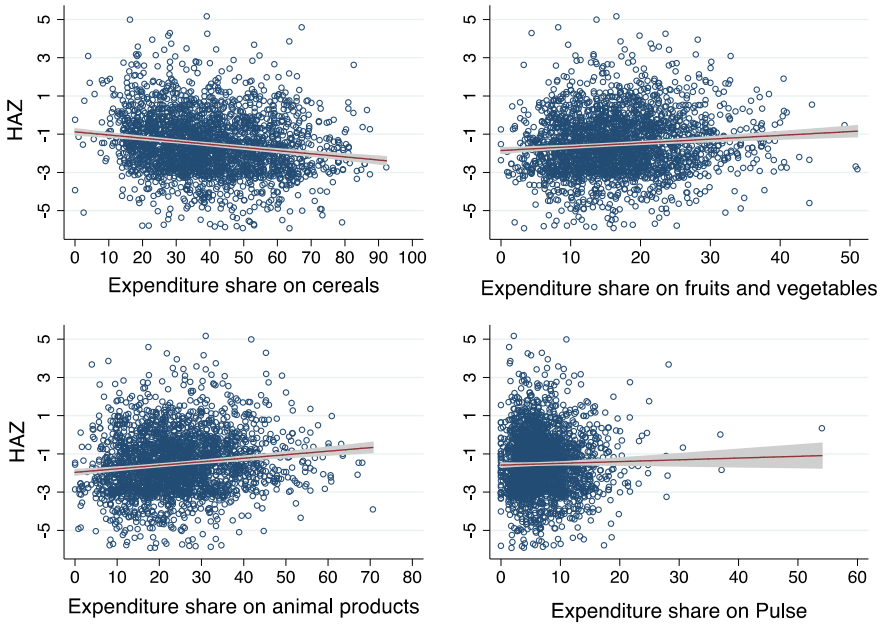 HAZ
5
3
1
-1
-3
-5
0 10 20 30 40 50 60 70 80 90 100
Expenditure share on cereals
5
3
1
-1
-3
-5
0 10 20 30 40 50
Expenditure share on fruits and vegetables
HAZ
5
3
1
-1
-3
-5
0 10 20 30 40 50 60 70 80
Expenditure share on animal products
5
3
1
-1
-3
-5
0 10 20 30 40 50 60
Expenditure share on Pulse